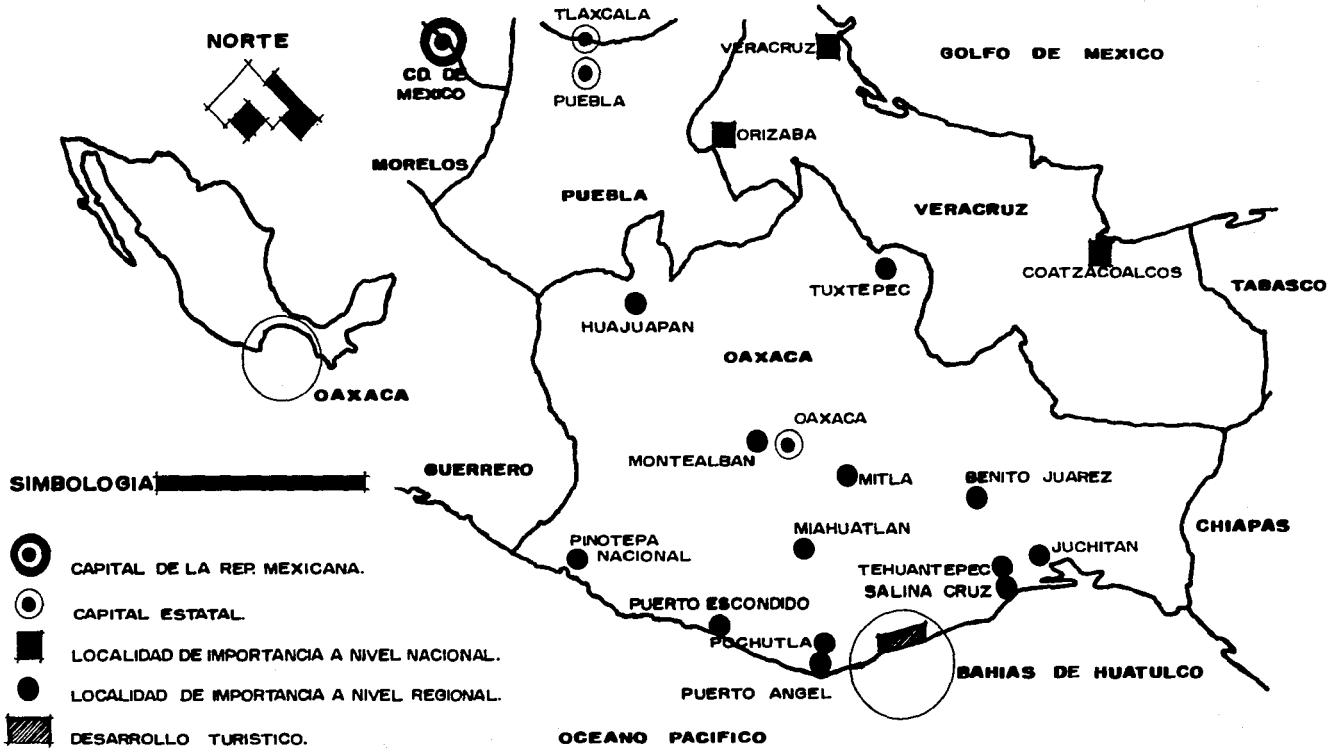 TLAXCALA
NORTE
VERACRUZ
GOLFO DE MEXICO
CD. DE
MEXICO
PUEBLA
ORIZABA
MORELOS
PUEBLA
VERACRUZ
COATZACOALCOS
TABASCO
TUXTEPEC
HUAJUAPAN
OAXACA
OAXACA
OAXACA
MONTEALBAN
GUERRERO
MITLA
BENITO JUAREZ
SIMBOLOGIA
CHIAPAS
MIAHUATLAN
PINOTEPA
NACIONAL
JUCHITAN
TEHUANTEPEC
SALINA CRUZ
CAPITAL DE LA REP. MEXICANA.
PUERTO ESCONDIDO
CAPITAL ESTATAL.
POCHUTLA
LOCALIDAD DE IMPORTANCIA A NIVEL NACIONAL.
BAHIAS DE HUATULCO
LOCALIDAD DE IMPORTANCIA A NIVEL REGIONAL.
PUERTO ANGEL
DESARROLLO TURISTICO.
OCEANO PACIFICO